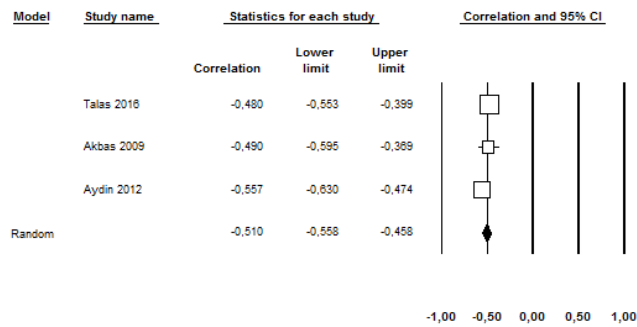 Model Study name Statistics for each study Correlation and 95% CI
Correlation Lower limit Upper limit
Talas 2016 -0,480 -0,553 -0,399
Akbas 2009 -0,490 -0,595 -0,369
Aydin 2012 -0,557 -0,630 -0,474
Random -0,510 -0,558 -0,458
-1,00 -0,50 0,00 0,50 1,00